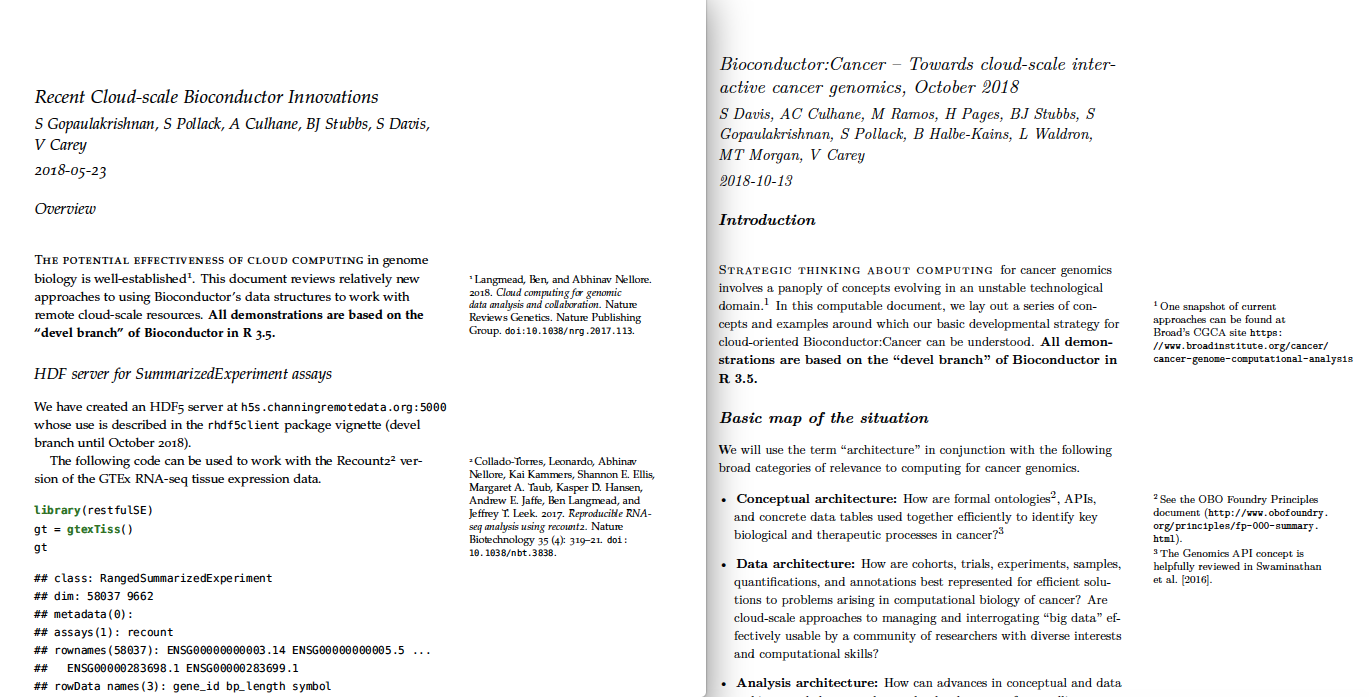 Recent Cloud-scale Bioconductor Innovations
S Gopaulakrishnan, S Pollack, A Culhane, BJ Stubbs, S Davis,
V Carey
2018-05-23
Overview
THE POTENTIAL EFFECTIVENESS OF CLOUD COMPUTING in genome
biology is well-established¹. This document reviews relatively new
approaches to using Bioconductor's data structures to work with
remote cloud-scale resources. All demonstrations are based on the
“devel branch” of Bioconductor in R 3.5.
¹ Langmead, Ben, and Abhinav Nellore.
2018. Cloud computing for genomic
data analysis and collaboration. Nature
Reviews Genetics. Nature Publishing
Group. doi:10.1038/nrg.2017.113.
HDF server for SummarizedExperiment assays
We have created an HDF5 server at h5s.channingremotedata.org:5000
whose use is described in the rhdf5client package vignette (devel
branch until October 2018).
The following code can be used to work with the Recount2² ver-
sion of the GTEx RNA-seq tissue expression data.
² Collado-Torres, Leonardo, Abhinav
Nellore, Kai Kammers, Shannon E. Ellis,
Margaret A. Taub, Kasper D. Hansen,
Andrew E. Jaffe, Ben Langmead, and
Jeffrey T. Leek. 2017. Reproducible RNA-
seq analysis using recount2. Nature
Biotechnology 35 (4): 319–21. doi:
10.1038/nbt.3838.
library(restfulSE)
gt = gtexTiss()
gt
## class: RangedSummarizedExperiment
## dim: 58037 9662
## metadata(0):
## assays(1): recount
## rownames(58037): ENSG00000000003.14 ENSG00000000005.5 ...
## ENSG00000283698.1 ENSG00000283699.1
## rowData names(3): gene_id bp_length symbol
Bioconductor:Cancer – Towards cloud-scale inter-
active cancer genomics, October 2018
S Davis, AC Culhane, M Ramos, H Pages, BJ Stubbs, S
Gopaulakrishnan, S Pollack, B Halbe-Kains, L Waldron,
MT Morgan, V Carey
2018-10-13
Introduction
STRATEGIC THINKING ABOUT COMPUTING for cancer genomics
involves a panoply of concepts evolving in an unstable technological
domain.¹ In this computable document, we lay out a series of con-
cepts and examples around which our basic developmental strategy for
cloud-oriented Bioconductor:Cancer can be understood. All demon-
strations are based on the “devel branch” of Bioconductor in
R 3.5.
¹ One snapshot of current
approaches can be found at
Broad's CGCA site https:
//www.broadinstitute.org/cancer/
cancer-genome-computational-analysis
Basic map of the situation
We will use the term “architecture” in conjunction with the following
broad categories of relevance to computing for cancer genomics.
• Conceptual architecture: How are formal ontologies², APIs,
and concrete data tables used together efficiently to identify key
biological and therapeutic processes in cancer?³
² See the OBO Foundry Principles
document (http://www.obofoundry.
org/principles/fp-000-summary.
html).
³ The Genomics API concept is
helpfully reviewed in Swaminathan
et al. [2016].
• Data architecture: How are cohorts, trials, experiments, samples,
quantifications, and annotations best represented for efficient solu-
tions to problems arising in computational biology of cancer? Are
cloud-scale approaches to managing and interrogating “big data” ef-
fectively usable by a community of researchers with diverse interests
and computational skills?
• Analysis architecture: How can advances in conceptual and data